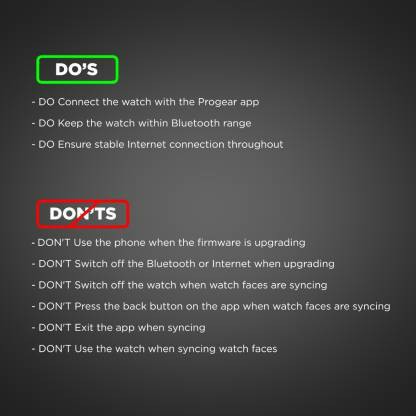 DO'S
- DO Connect the watch with the Progear app
- DO Keep the watch within Bluetooth range
- DO Ensure stable Internet connection throughout
DON'TS
- DON'T Use the phone when the firmware is upgrading
- DON'T Switch off the Bluetooth or Internet when upgrading
- DON'T Switch off the watch when watch faces are syncing
- DON'T Press the back button on the app when watch faces are syncing
- DON'T Exit the app when syncing
- DON'T Use the watch when syncing watch faces